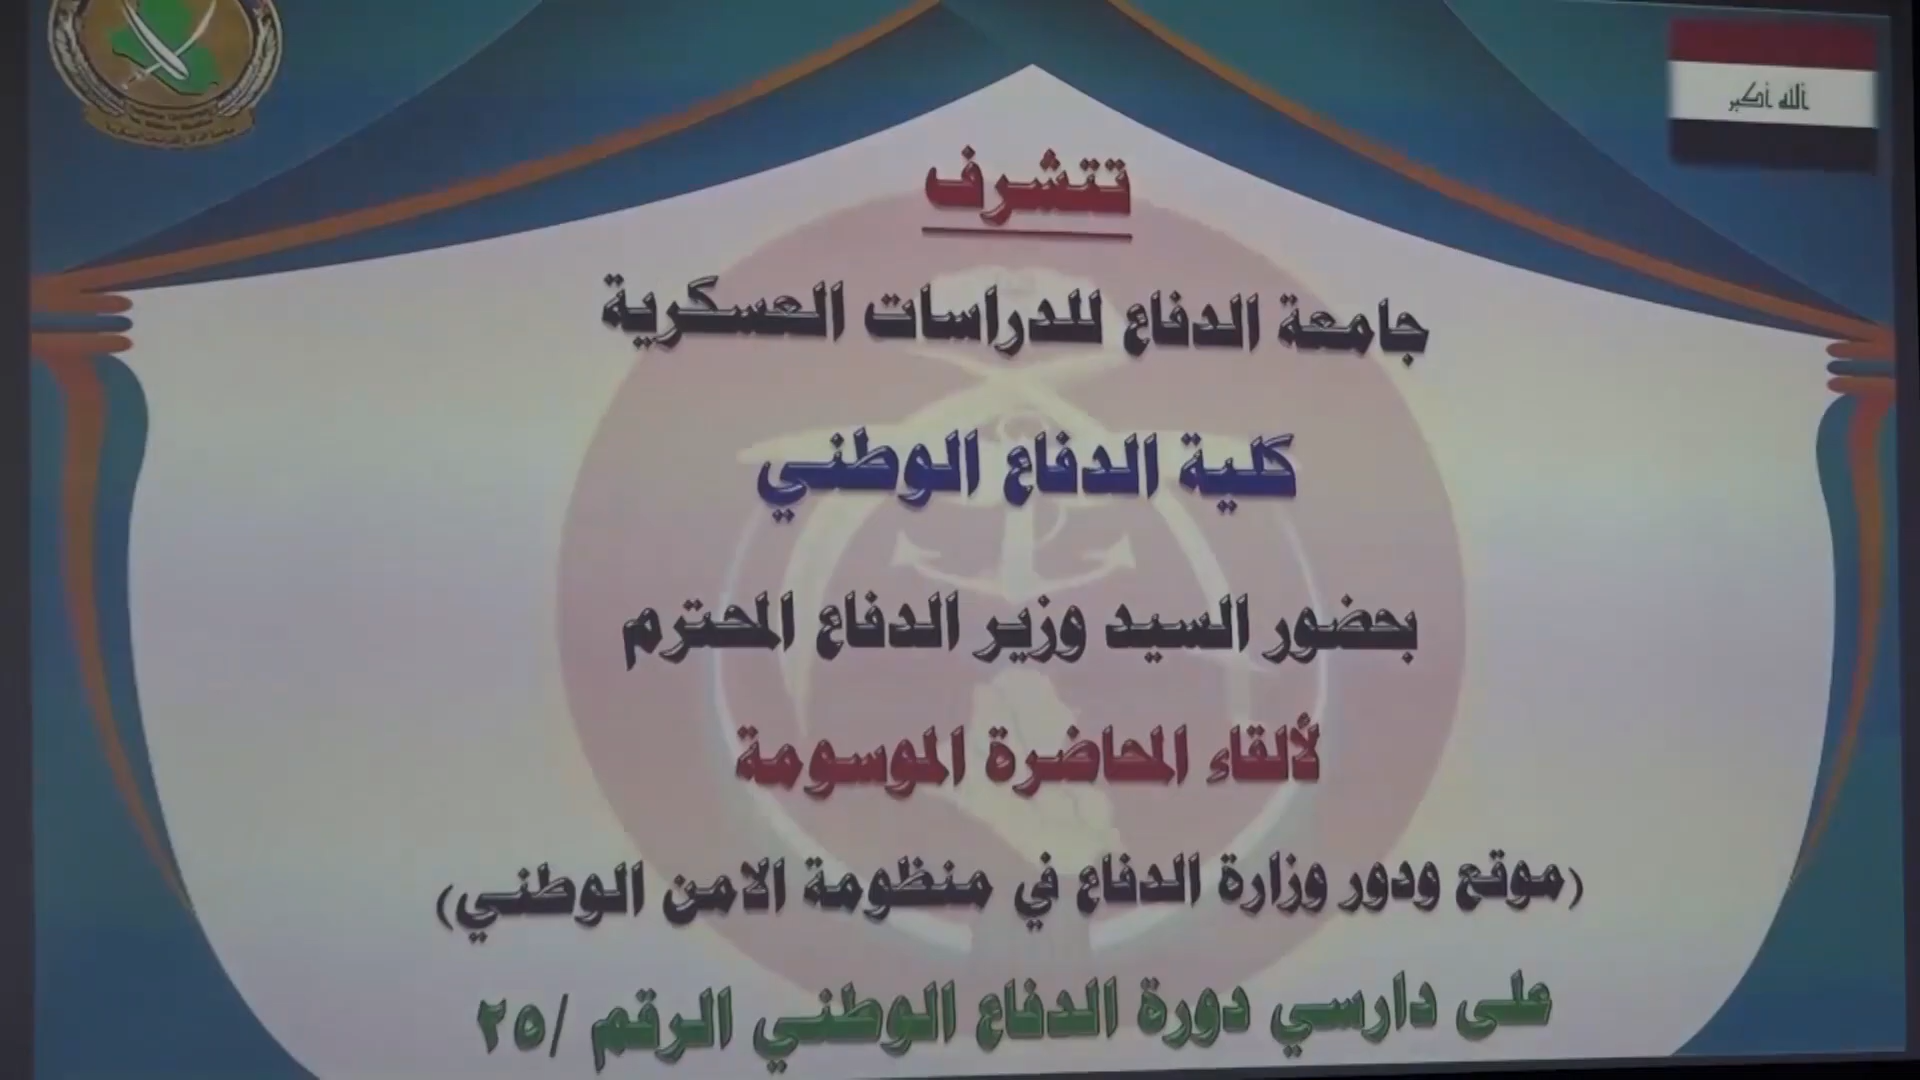 الله أكبر
تتشرف
جامعة الدفاع للدراسات العسكرية
كلية الدفاع الوطني
بحضور السيد وزير الدفاع المحترم
لألقاء المحاضرة الموسومة
(موقع ودور وزارة الدفاع في منظومة الامن الوطني)
على دارسي دورة الدفاع الوطني الرقم /٢٥